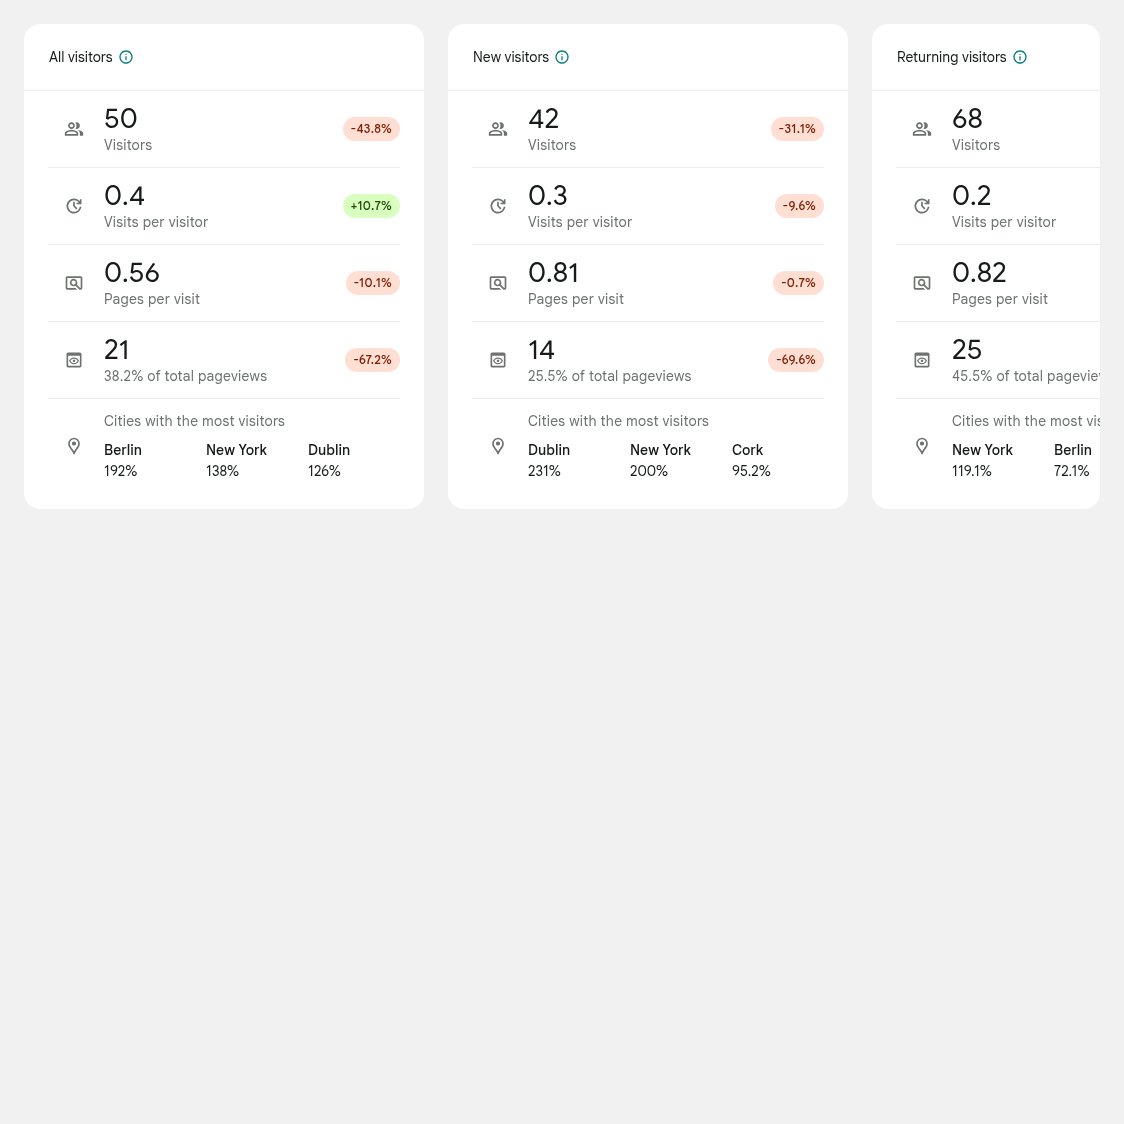 All visitors
50
Visitors
-43.8%
0.4
Visits per visitor
+10.7%
0.56
Pages per visit
-10.1%
21
38.2% of total pageviews
-67.2%
Cities with the most visitors
Berlin New York Dublin
192% 138% 126%
New visitors
42
Visitors
-31.1%
0.3
Visits per visitor
-9.6%
0.81
Pages per visit
-0.7%
14
25.5% of total pageviews
-69.6%
Cities with the most visitors
Dublin New York Cork
231% 200% 95.2%
Returning visitors
68
Visitors
0.2
Visits per visitor
0.82
Pages per visit
25
45.5% of total
Cities with the most
New York Berlin
119.1% 72.1%